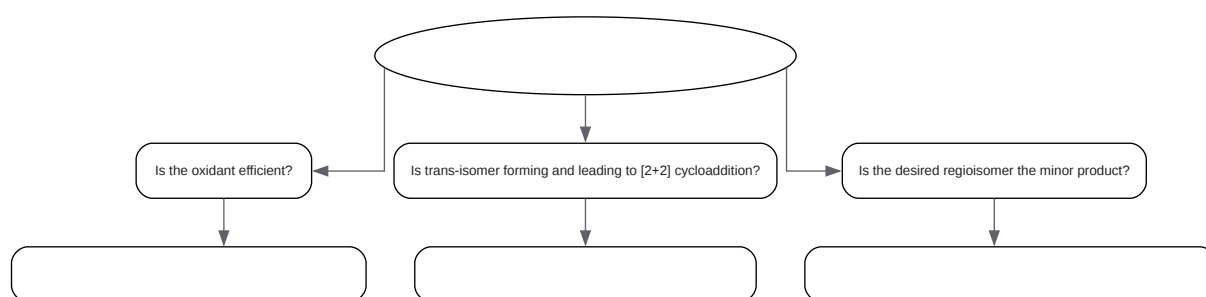 Is the oxidant efficient?
Is trans-isomer forming and leading to [2+2] cycloaddition?
Is the desired regioisomer the minor product?